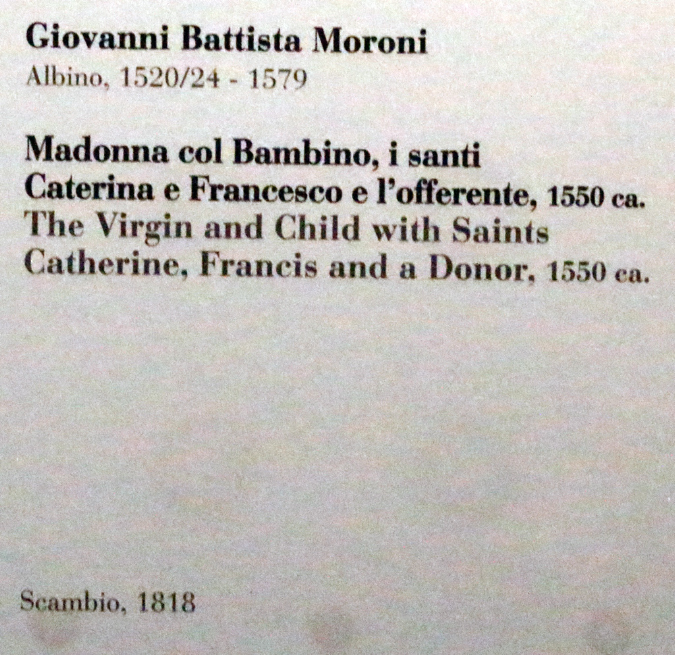 Giovanni Battista Moroni
Albino, 1520/24 - 1579
Madonna col Bambino, i santi
Caterina e Francesco e l'offerente, 1550 ca.
The Virgin and Child with Saints
Catherine, Francis and a Donor, 1550 ca.
Scambio, 1818